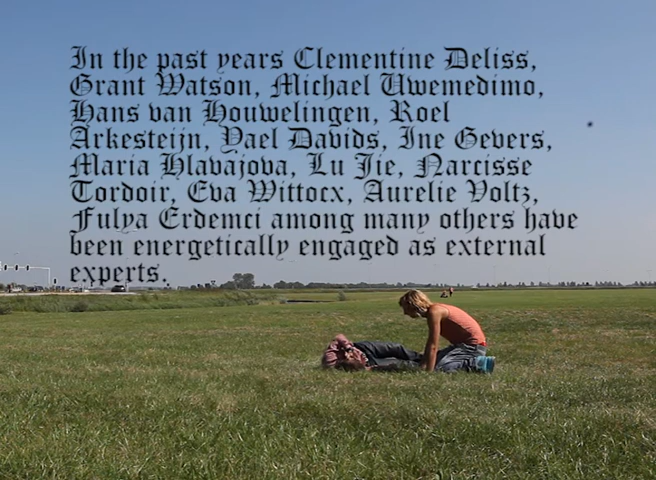 In the past years Clementine Deliss,
Grant Watson, Michael Uwemedimo,
Hans van Houwelingen, Roel
Arkesteijn, Yael Davids, Ine Gevers,
Maria Hlavajova, Lu Jie, Narcisse
Tordoir, Eva Wittocx, Aurelie Voltz,
Fulya Erdemci among many others have
been energetically engaged as external
experts.